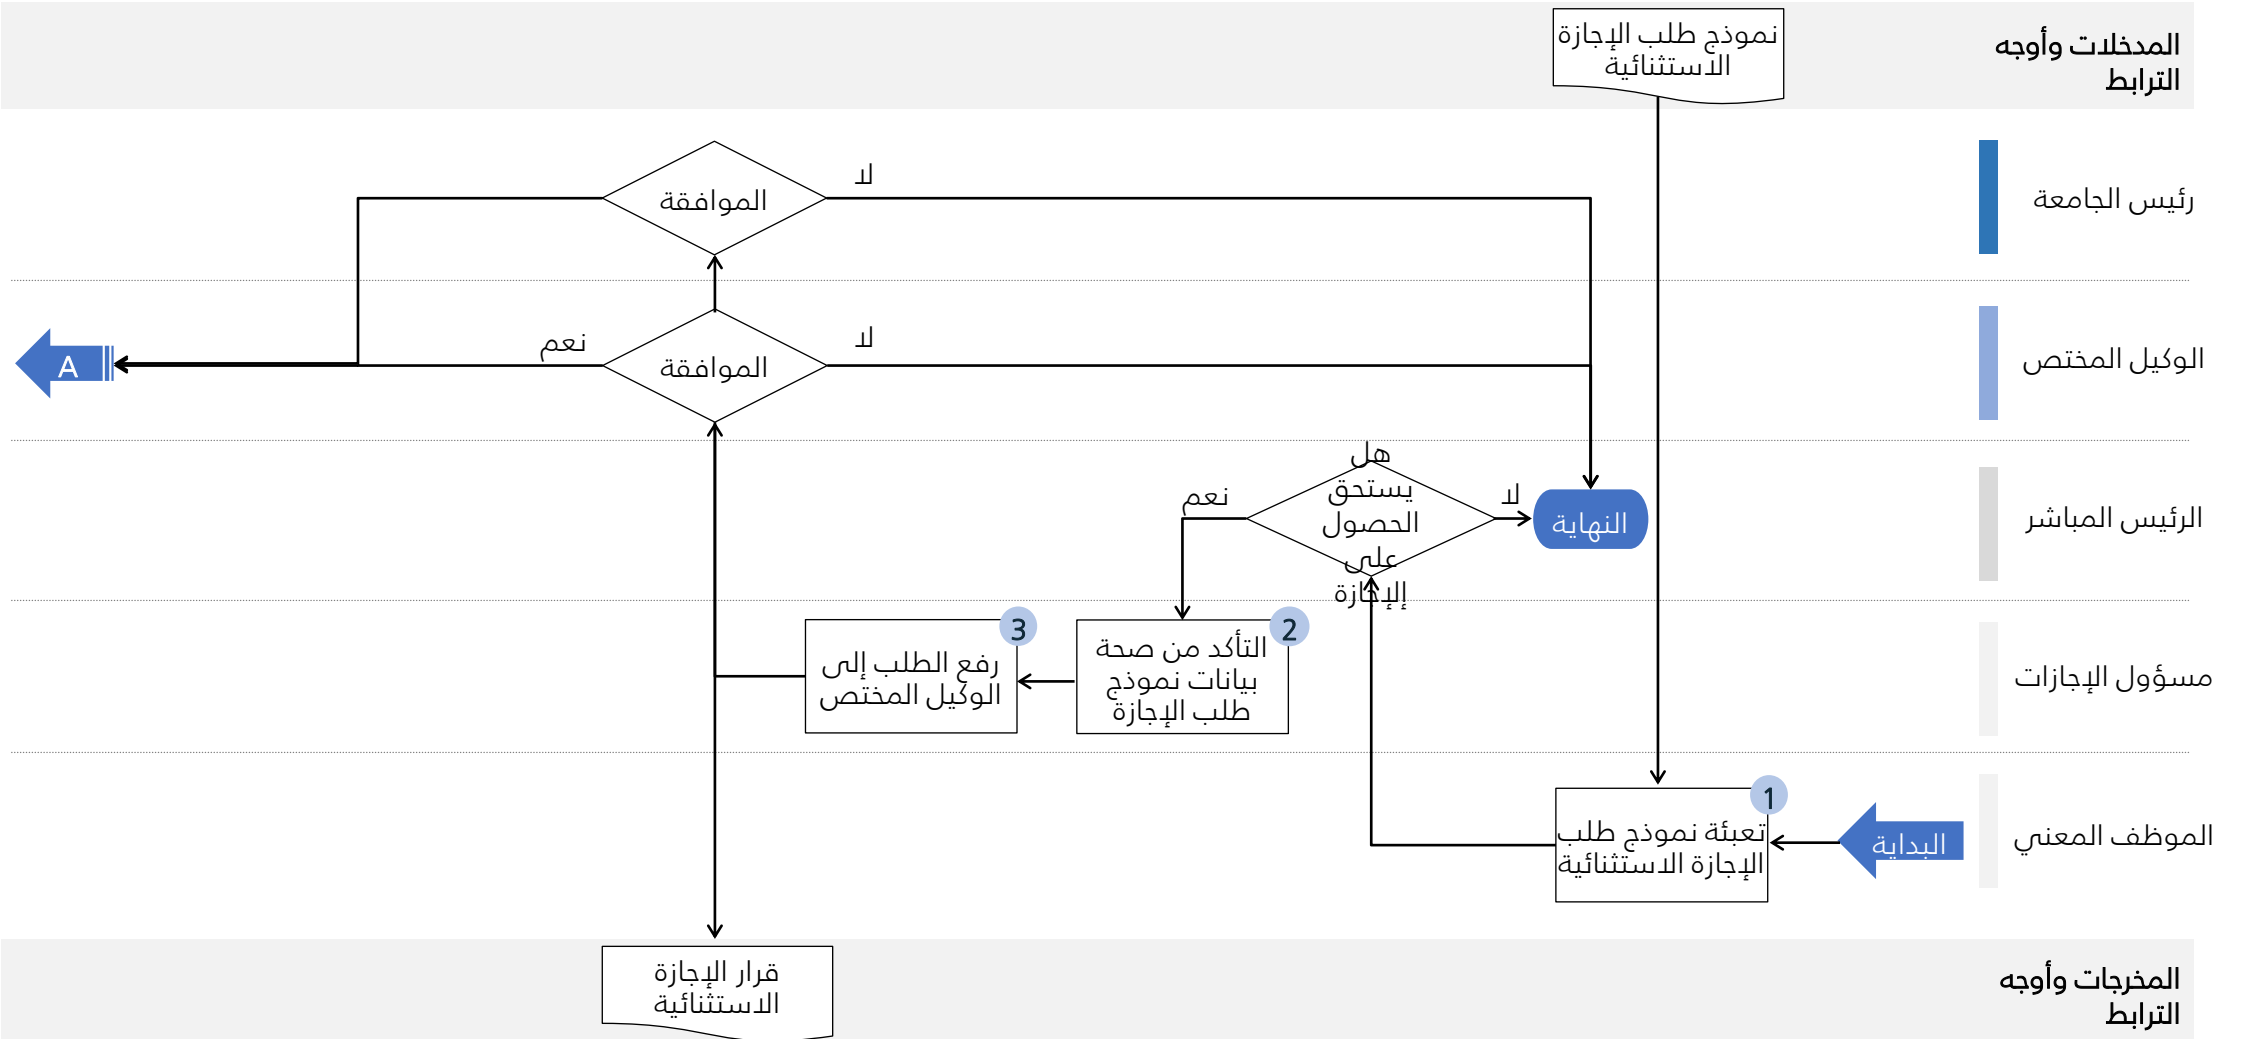 المدخلات وأوجه
الترابط
نموذج طلب الإجازة
الاستثنائية
رئيس الجامعة
الموافقة
لا
الوكيل المختص
الموافقة
لا
نعم
A
الرئيس المباشر
النهاية
لا
هل
يستحق
الحصول
على
الإجازة
نعم
مسؤول الإجازات
2
التأكد من صحة
بيانات نموذج
طلب الإجازة
3
رفع الطلب إلى
الوكيل المختص
الموظف المعني
البداية
1
تعبئة نموذج طلب
الإجازة الاستثنائية
المخرجات وأوجه
الترابط
قرار الإجازة
الاستثنائية